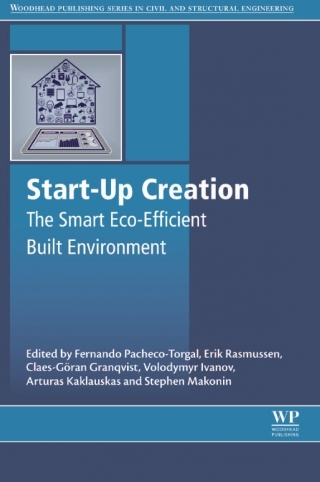 WOODHEAD PUBLISHING SERIES IN CIVIL AND STRUCTURAL ENGINEERING
Start-Up Creation
The Smart Eco-Efficient
Built Environment
Edited by Fernando Pacheco-Torgal, Erik Rasmussen,
Claes-Göran Granqvist, Volodymyr Ivanov,
Arturas Kaklauskas and Stephen Makonin
WP
WOODHEAD
PUBLISHING